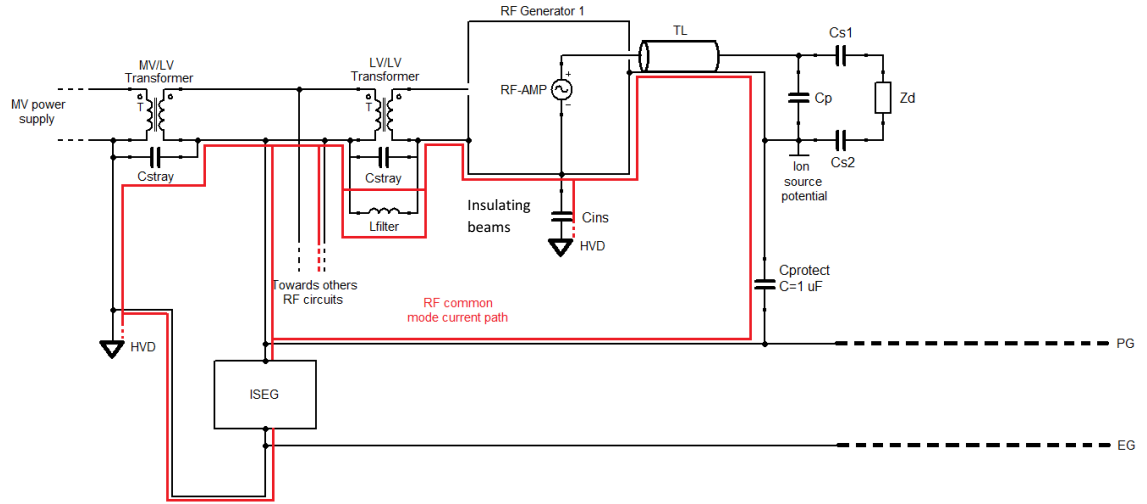 RF Generator 1
TL
Cs1
MV/LV
Transformer
LV/LV
Transformer
T
T
MV power
supply
+
RF-AMP
−
Cp
Zd
Cs2
Ion
source
potential
Cstray
Cstray
Lfilter
Insulating
beams
Cins
HVD
Towards others
RF circuits
RF common
mode current path
Cprotect
C=1 uF
HVD
PG
ISEG
EG